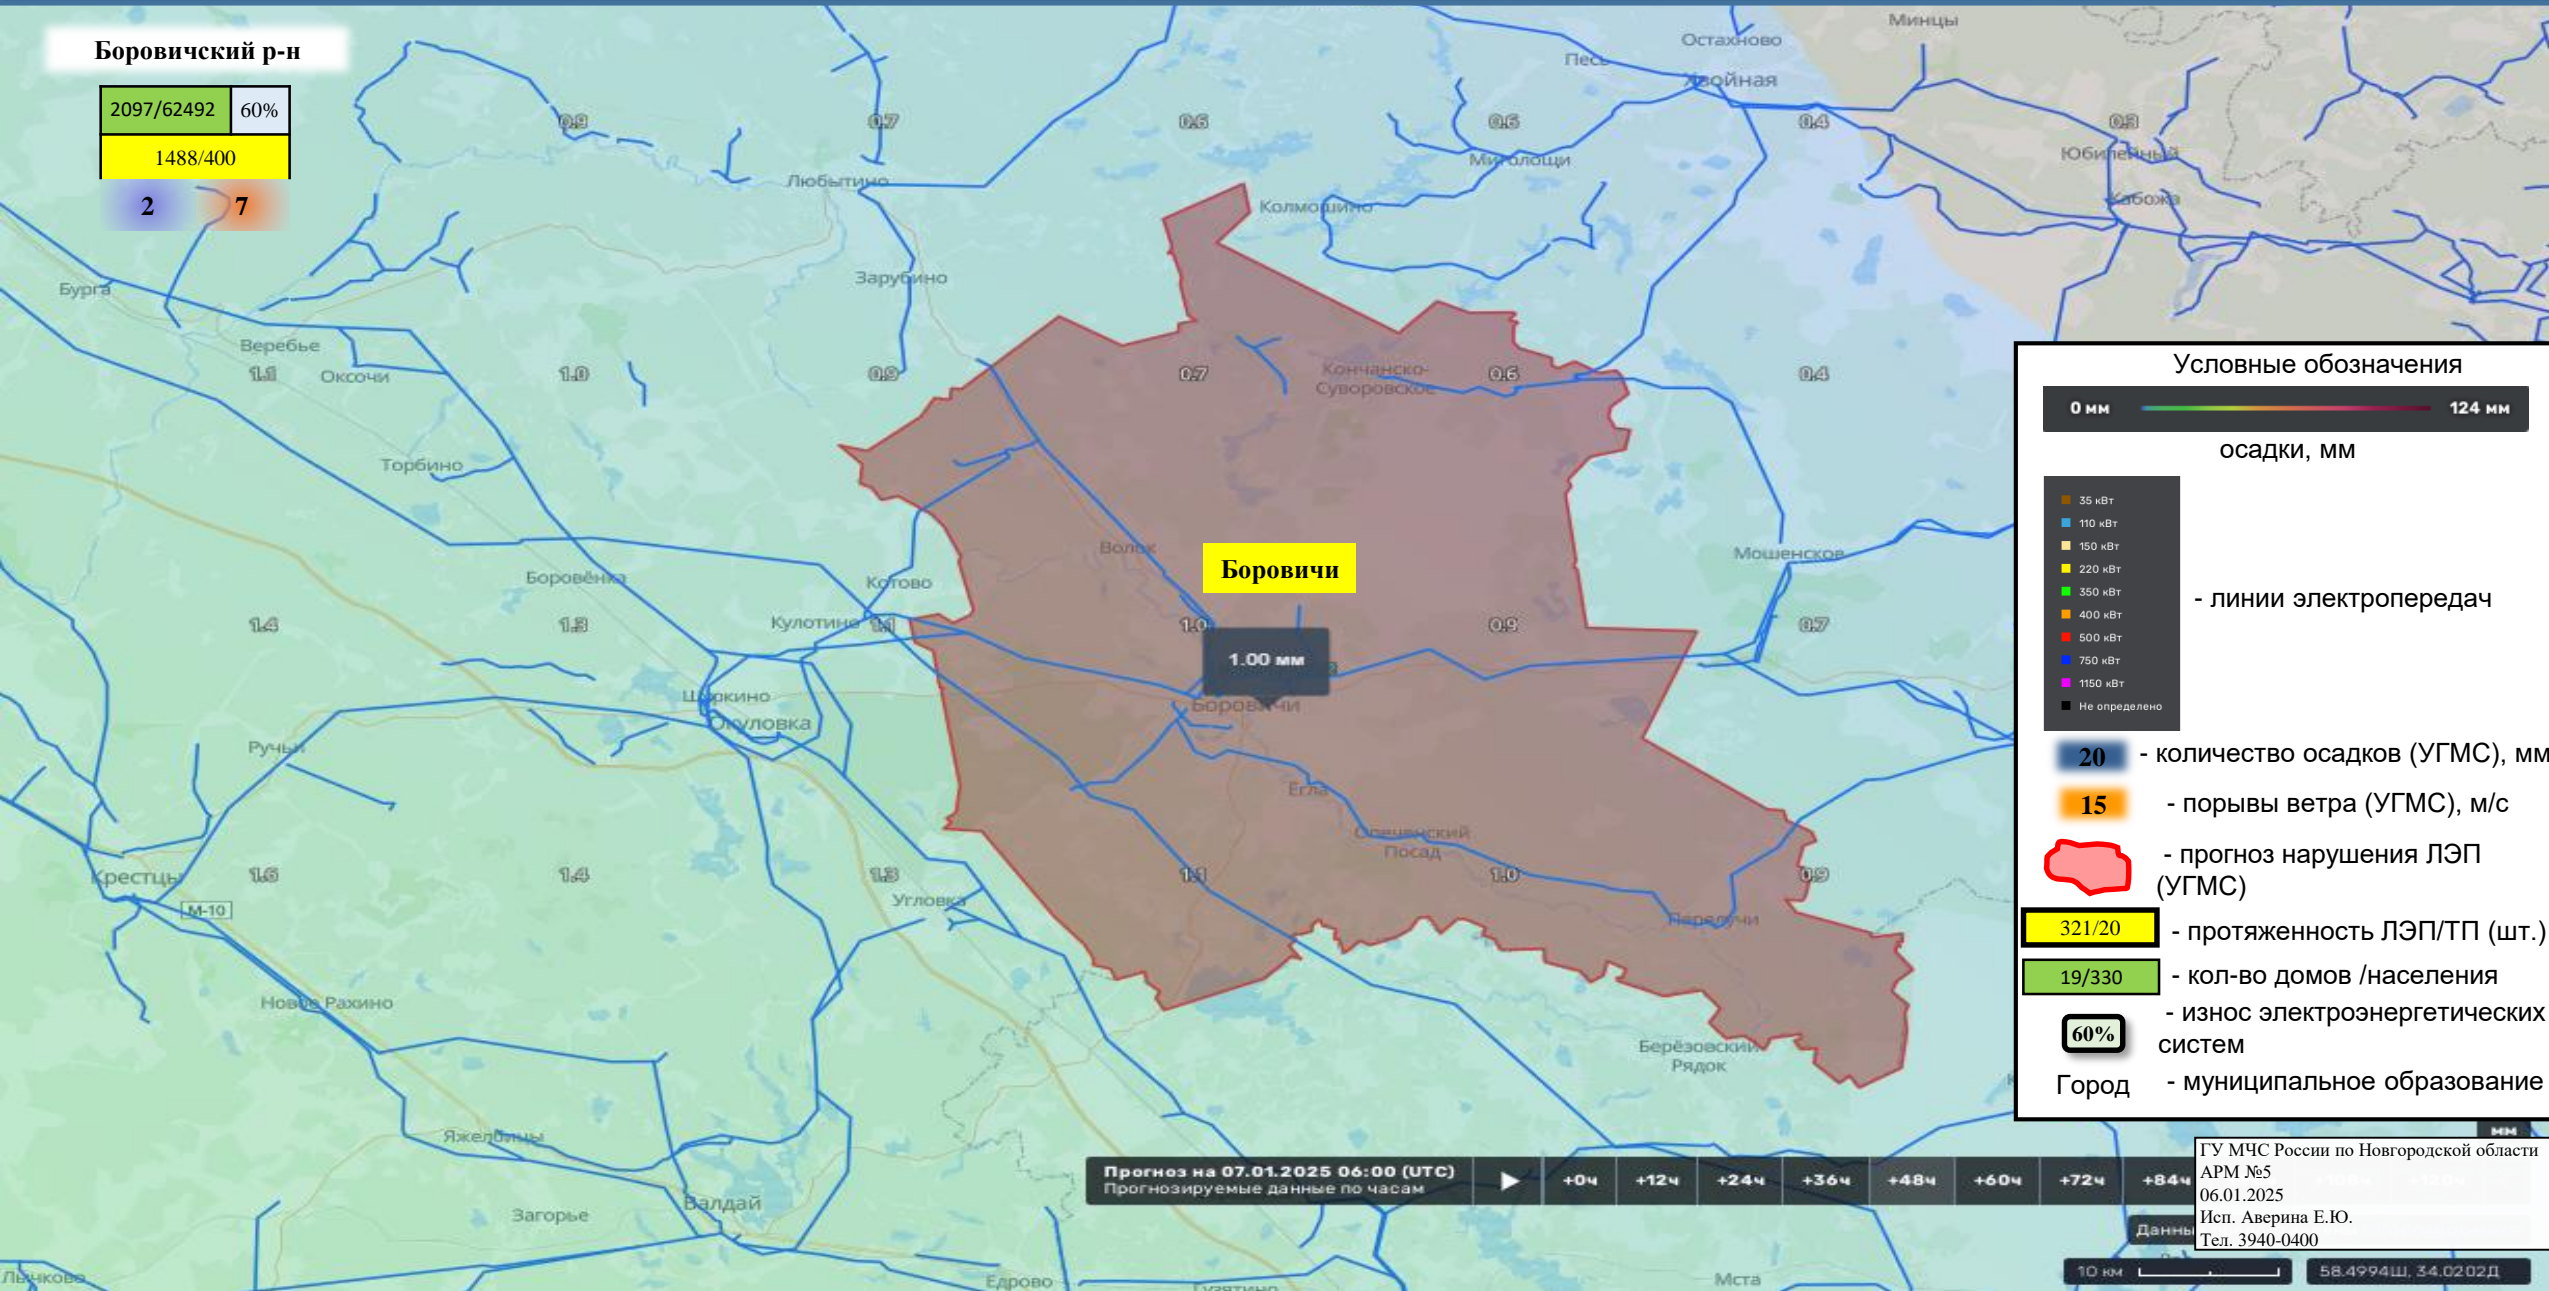 Боровичский р-н
2097/62492 60%
1488/400
2 7
Минцы
Остахново
Песь
Хвойная
0.9 0.7 0.6 0.6 0.4 0.3
Миголощи
Юбилейный
Любытино
Кабожа
Колмошино
Зарубино
Бурга
Веребье
1.1 Оксочи 1.0 0.9 0.7 0.6 0.4
Кончанско-
Суворовское
Торбино
Волок
Боровичи
Мошенское
Боровёнка
Котово
1.4 1.3 Кулотино 1.1 1.0 0.9 0.7
1.00 мм
Шуркино
Боровичи
Окуловка
Ручьи
Егла
Опеченский
Посад
Крестцы 1.6 1.4 1.3 1.1 1.0 0.9
Угловка
М-10
Передчи
Новое Рахино
Берёзовский
Рядок
Яжелбицы
Валдай
Загорье
Лычково
Едрово
Мста
Условные обозначения
0 мм 124 мм
осадки, мм
35 кВт
110 кВт
150 кВт
220 кВт
350 кВт
400 кВт
500 кВт
750 кВт
1150 кВт
Не определено
- линии электропередач
20 - количество осадков (УГМС), мм
15 - порывы ветра (УГМС), м/с
- прогноз нарушения ЛЭП
(УГМС)
321/20 - протяженность ЛЭП/ТП (шт.)
19/330 - кол-во домов /населения
60% - износ электроэнергетических
систем
Город - муниципальное образование
мм
Прогноз на 07.01.2025 06:00 (UTC)
Прогнозируемые данные по часам
+0ч +12ч +24ч +36ч +48ч +60ч +72ч +84ч
ГУ МЧС России по Новгородской области
АРМ №5
06.01.2025
Исп. Аверина Е.Ю.
Тел. 3940-0400
Данны
10 км
58.4994Ш, 34.0202Д